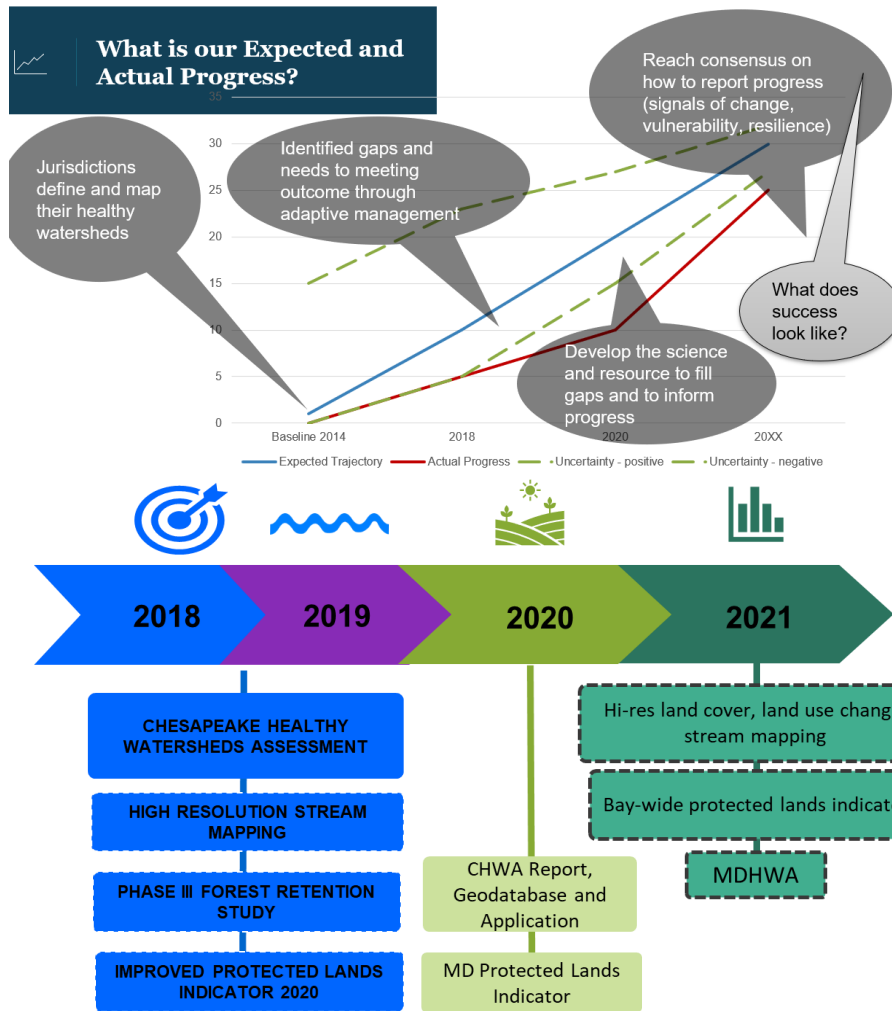 What is our Expected and
Actual Progress?
Reach consensus on
how to report progress
(signals of change,
vulnerability, resilience)
Identified gaps and
needs to meeting
outcome through
adaptive management
Jurisdictions
define and map
their healthy
watersheds
What does
success
look like?
Develop the science
and resource to fill
gaps and to inform
progress
35
30
25
20
15
10
5
0
Baseline 2014
2018
2020
20XX
Expected Trajectory
Actual Progress
Uncertainty - positive
Uncertainty - negative
2018
2019
2020
2021
CHESAPEAKE HEALTHY
WATERSHEDS ASSESSMENT
HIGH RESOLUTION STREAM
MAPPING
PHASE III FOREST RETENTION
STUDY
IMPROVED PROTECTED LANDS
INDICATOR 2020
CHWA Report,
Geodatabase and
Application
MD Protected Lands
Indicator
Hi-res land cover, land use change
stream mapping
Bay-wide protected lands
MDHWA